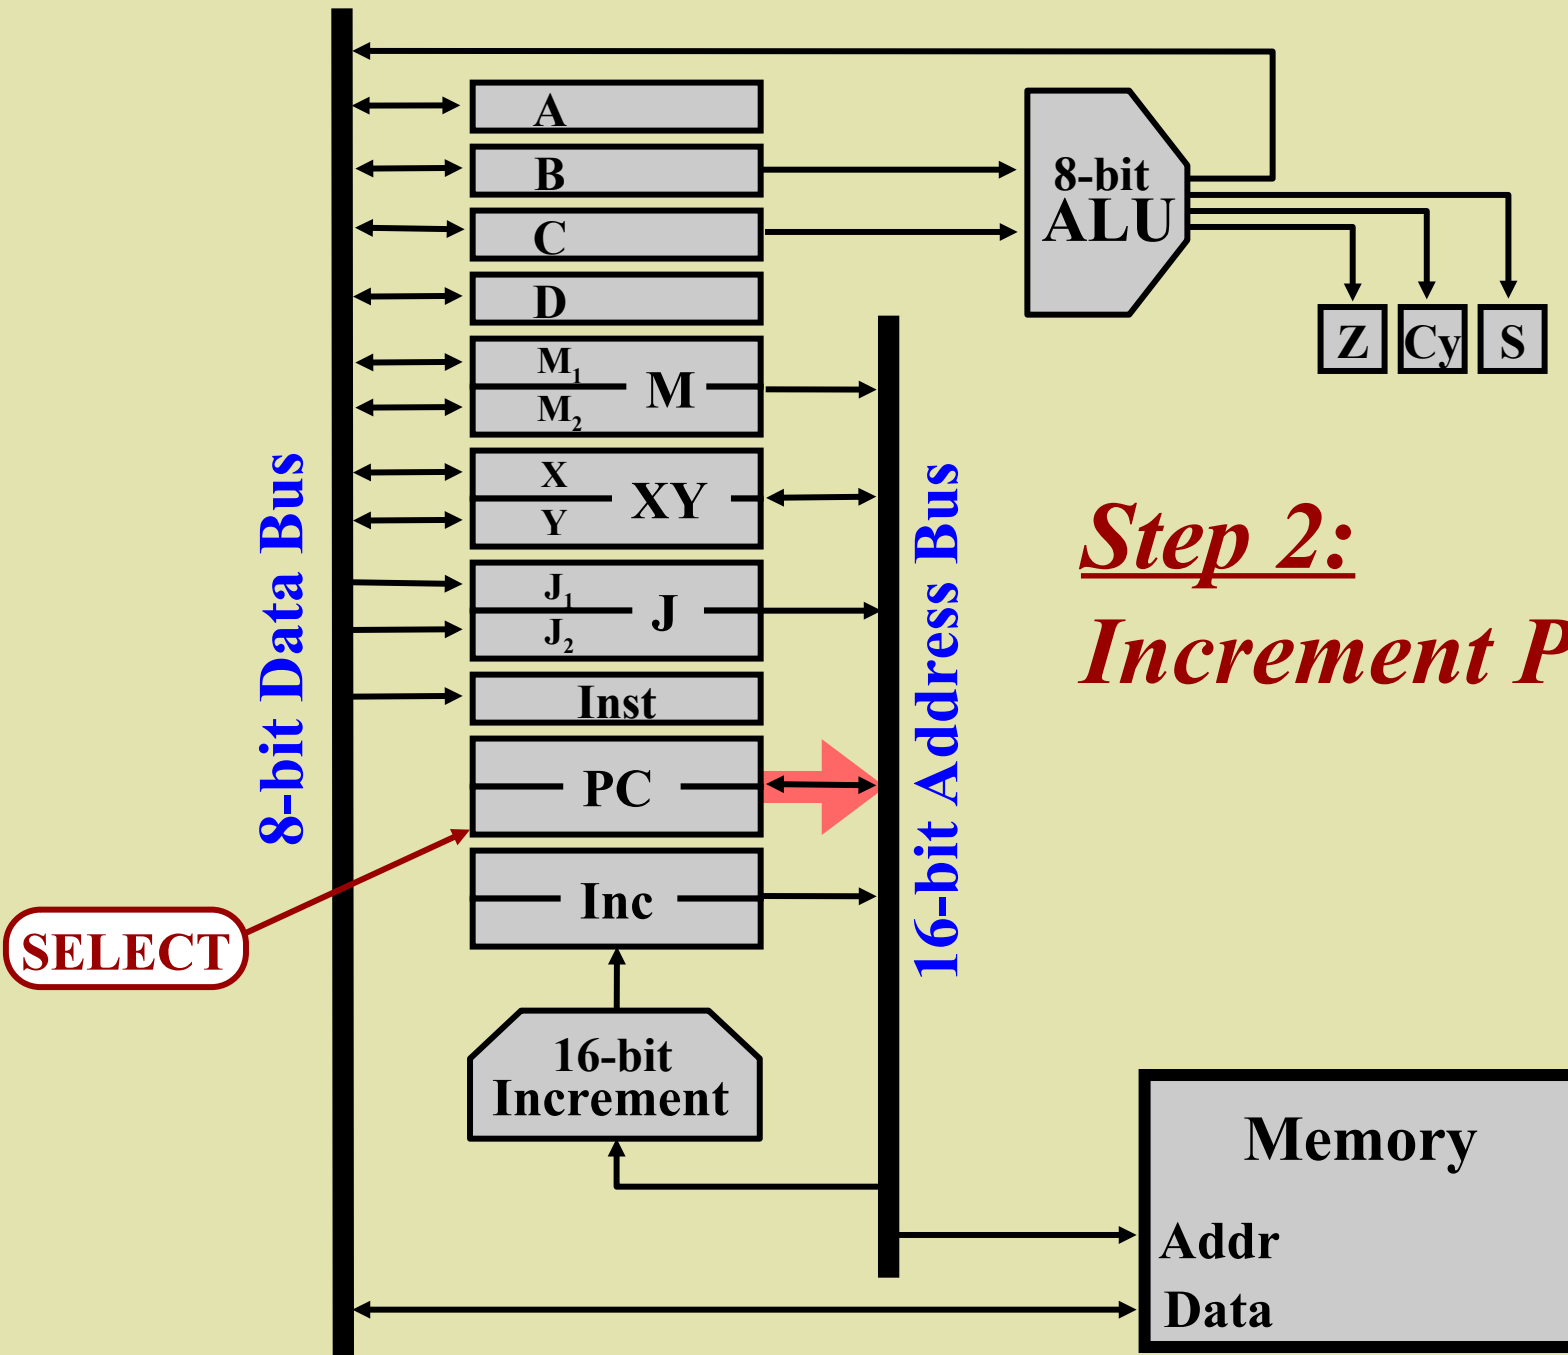 A
B
C
D
M1
M2
M
X
Y
XY
J1
J2
J
Inst
PC
Inc
16-bit
Increment
8-bit
ALU
Z
Cy
S
8-bit Data Bus
16-bit Address Bus
Step 2:
Increment P
SELECT
Memory
Addr
Data